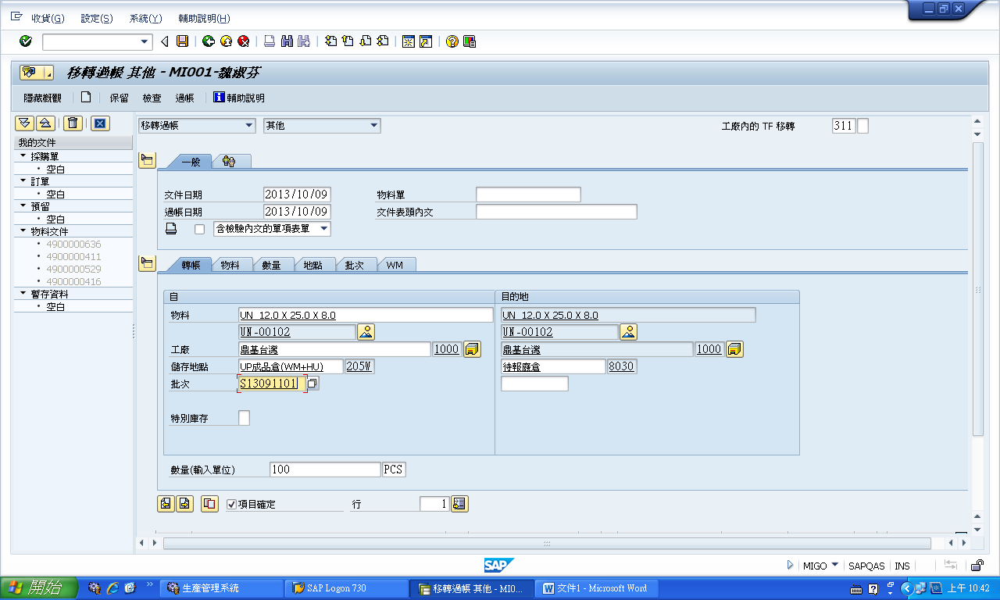 收貨(G) 設定(S) 系統(Y) 輔助說明(H)
移轉過帳 其他 - MI001-魏淑芬
隱藏概觀 保留 檢查 過帳 輔助說明
移轉過帳 其他 工廠內的 TF 移轉 311
我的文件
採購單
空白
訂單
空白
預留
空白
物料文件
4900000636
4900000411
4900000529
4900000416
暫存資料
空白
一般
文件日期 2013/10/09 物料單
過帳日期 2013/10/09 文件表頭內文
含檢驗內文的單項表單
轉帳 物料 數量 地點 批次 WM
自 目的地
物料 UN 12.0 X 25.0 X 8.0 UN 12.0 X 25.0 X 8.0
UN-00102 UN-00102
工廠 鼎基台灣 1000 鼎基台灣 1000
儲存地點 UP成品倉(WM+HU) 205W 待報廢倉 8030
批次 S13091101
特別庫存
數量(輸入單位) 100 PCS
項目確定 行 1
SAP
MIGO SAPQAS INS
開始 生產管理系統 SAP Logon 730 移轉過帳 其他 - MI0... 文件1 - Microsoft Word 上午 10:42